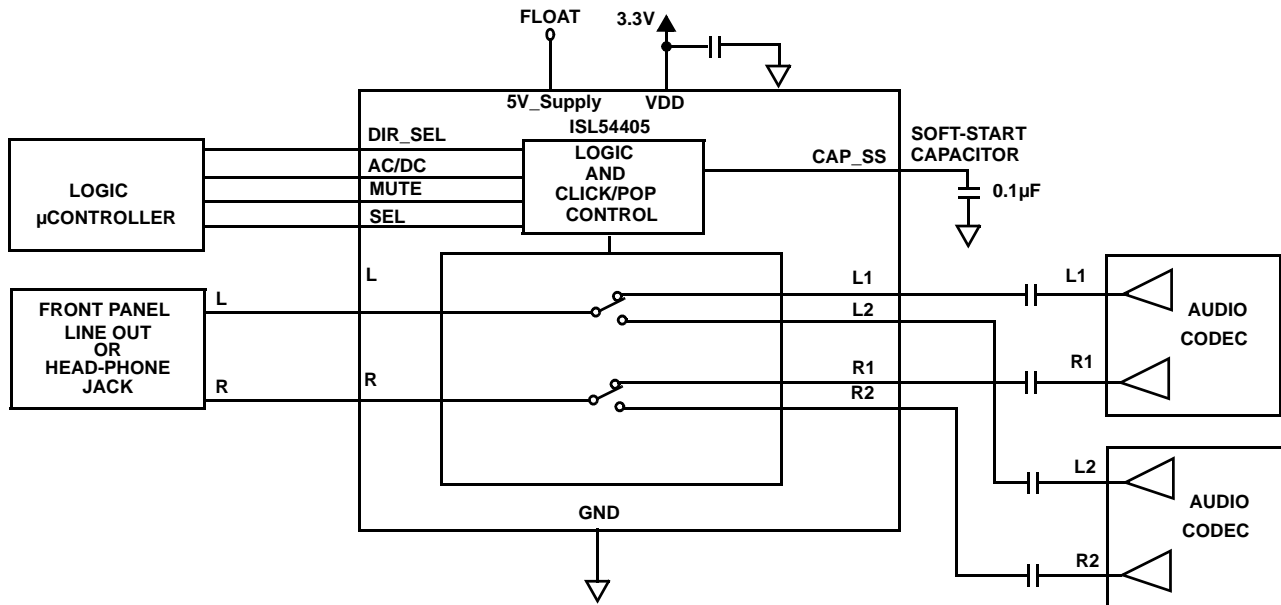 FLOAT
3.3V
5V_Supply
VDD
ISL54405
LOGIC
AND
CLICK/POP
CONTROL
DIR_SEL
AC/DC
MUTE
SEL
CAP_SS
SOFT-START
CAPACITOR
0.1µF
LOGIC
µCONTROLLER
FRONT PANEL
LINE OUT
OR
HEAD-PHONE
JACK
L
R
L
R
L1
L2
R1
R2
L1
R1
AUDIO
CODEC
L2
R2
AUDIO
CODEC
GND